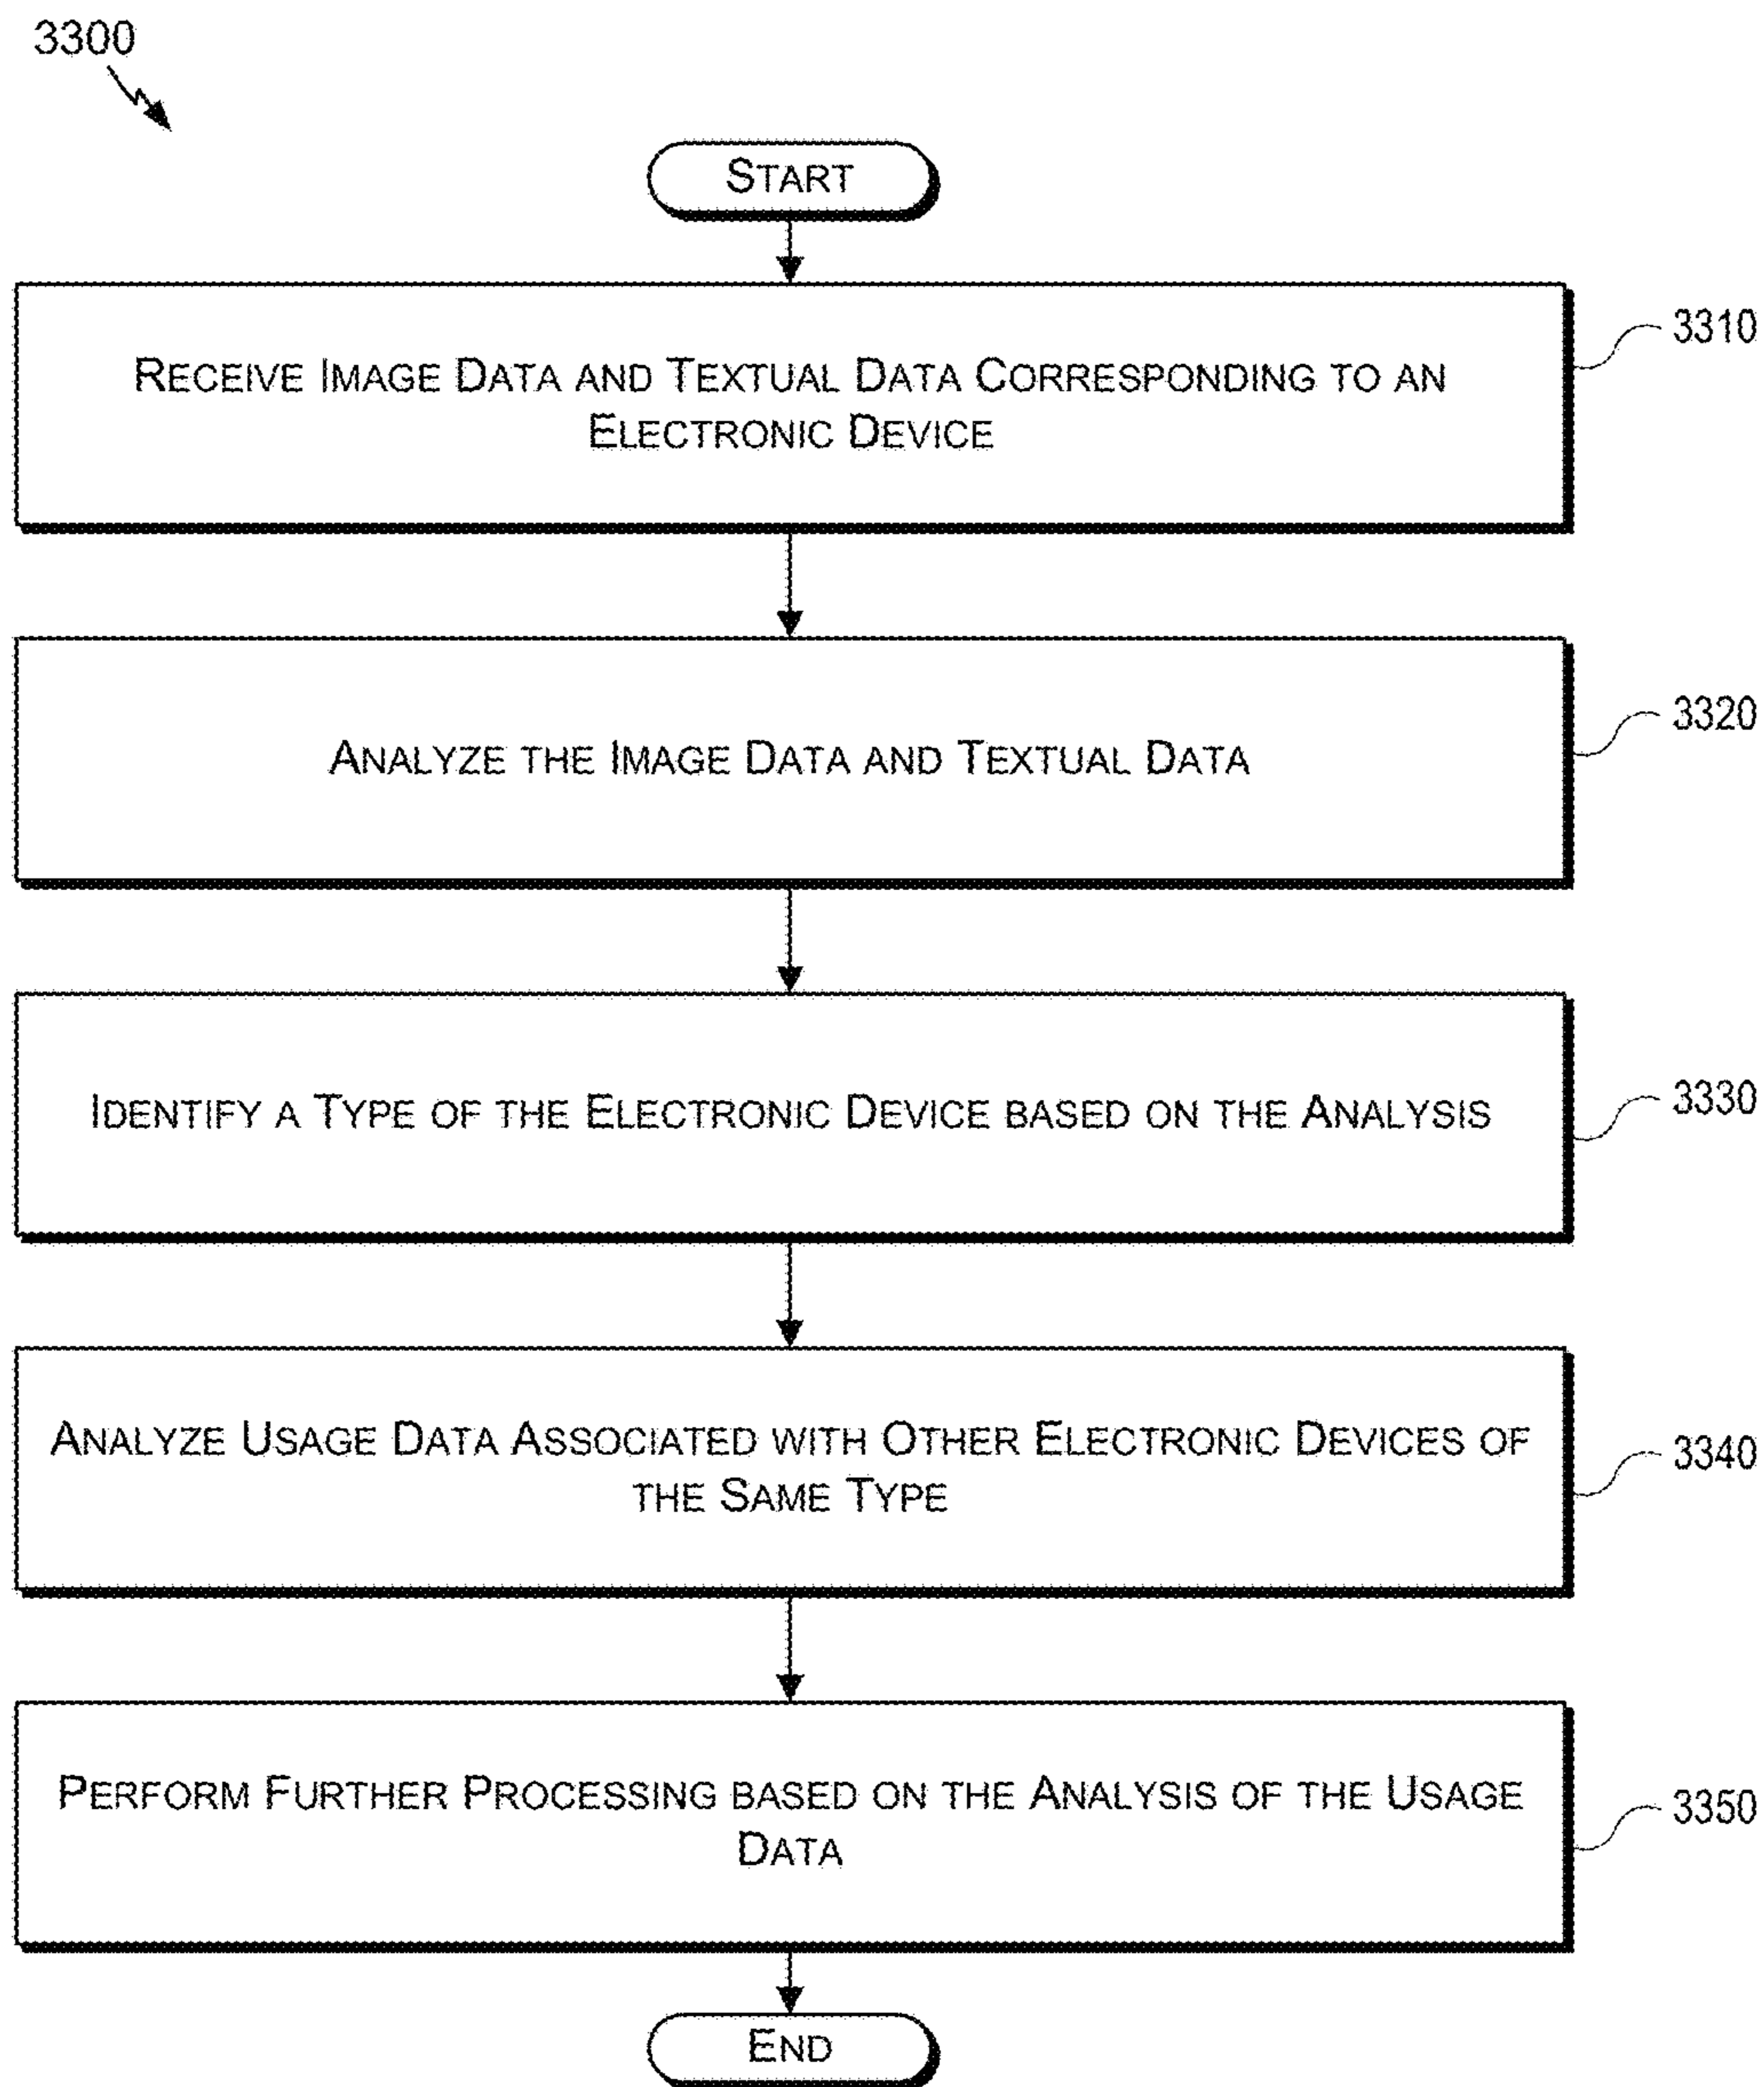 3300
START
RECEIVE IMAGE DATA AND TEXTUAL DATA CORRESPONDING TO AN
ELECTRONIC DEVICE
3310
ANALYZE THE IMAGE DATA AND TEXTUAL DATA
3320
IDENTIFY A TYPE OF THE ELECTRONIC DEVICE BASED ON THE ANALYSIS
3330
ANALYZE USAGE DATA ASSOCIATED WITH OTHER ELECTRONIC DEVICES OF
THE SAME TYPE
3340
PERFORM FURTHER PROCESSING BASED ON THE ANALYSIS OF THE USAGE
DATA
3350
END